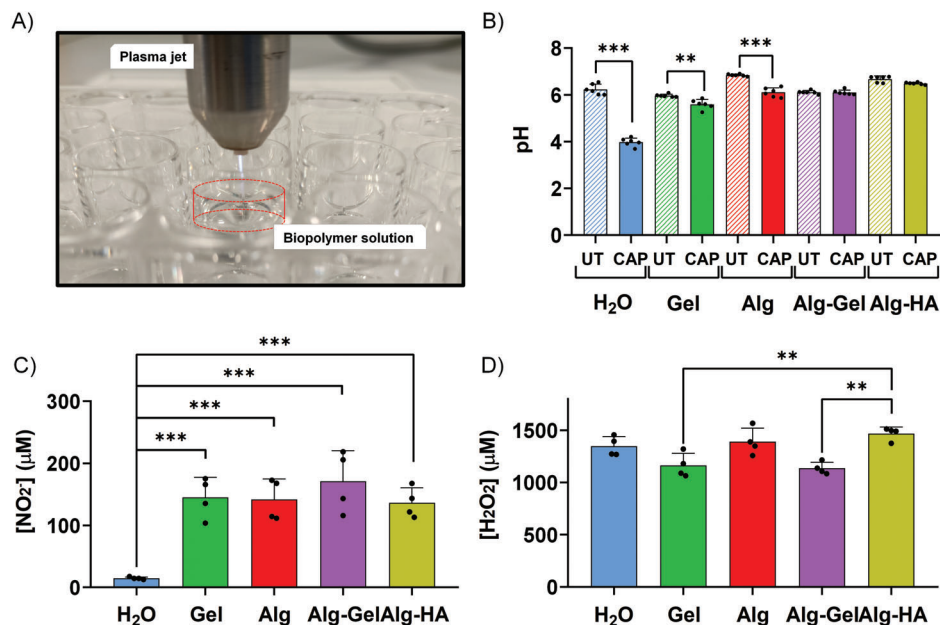 A)
Plasma jet
Biopolymer solution
B)
pH
8
6
4
2
0
*** ** ***
UT CAP UT CAP UT CAP UT CAP UT CAP
H₂O Gel Alg Alg-Gel Alg-HA
C)
[NO₂⁻] (µM)
300
200
100
0
***
***
***
***
H₂O Gel Alg Alg-Gel Alg-HA
D)
[H₂O₂] (µM)
1500
1000
500
0
**
**
H₂O Gel Alg Alg-Gel Alg-HA